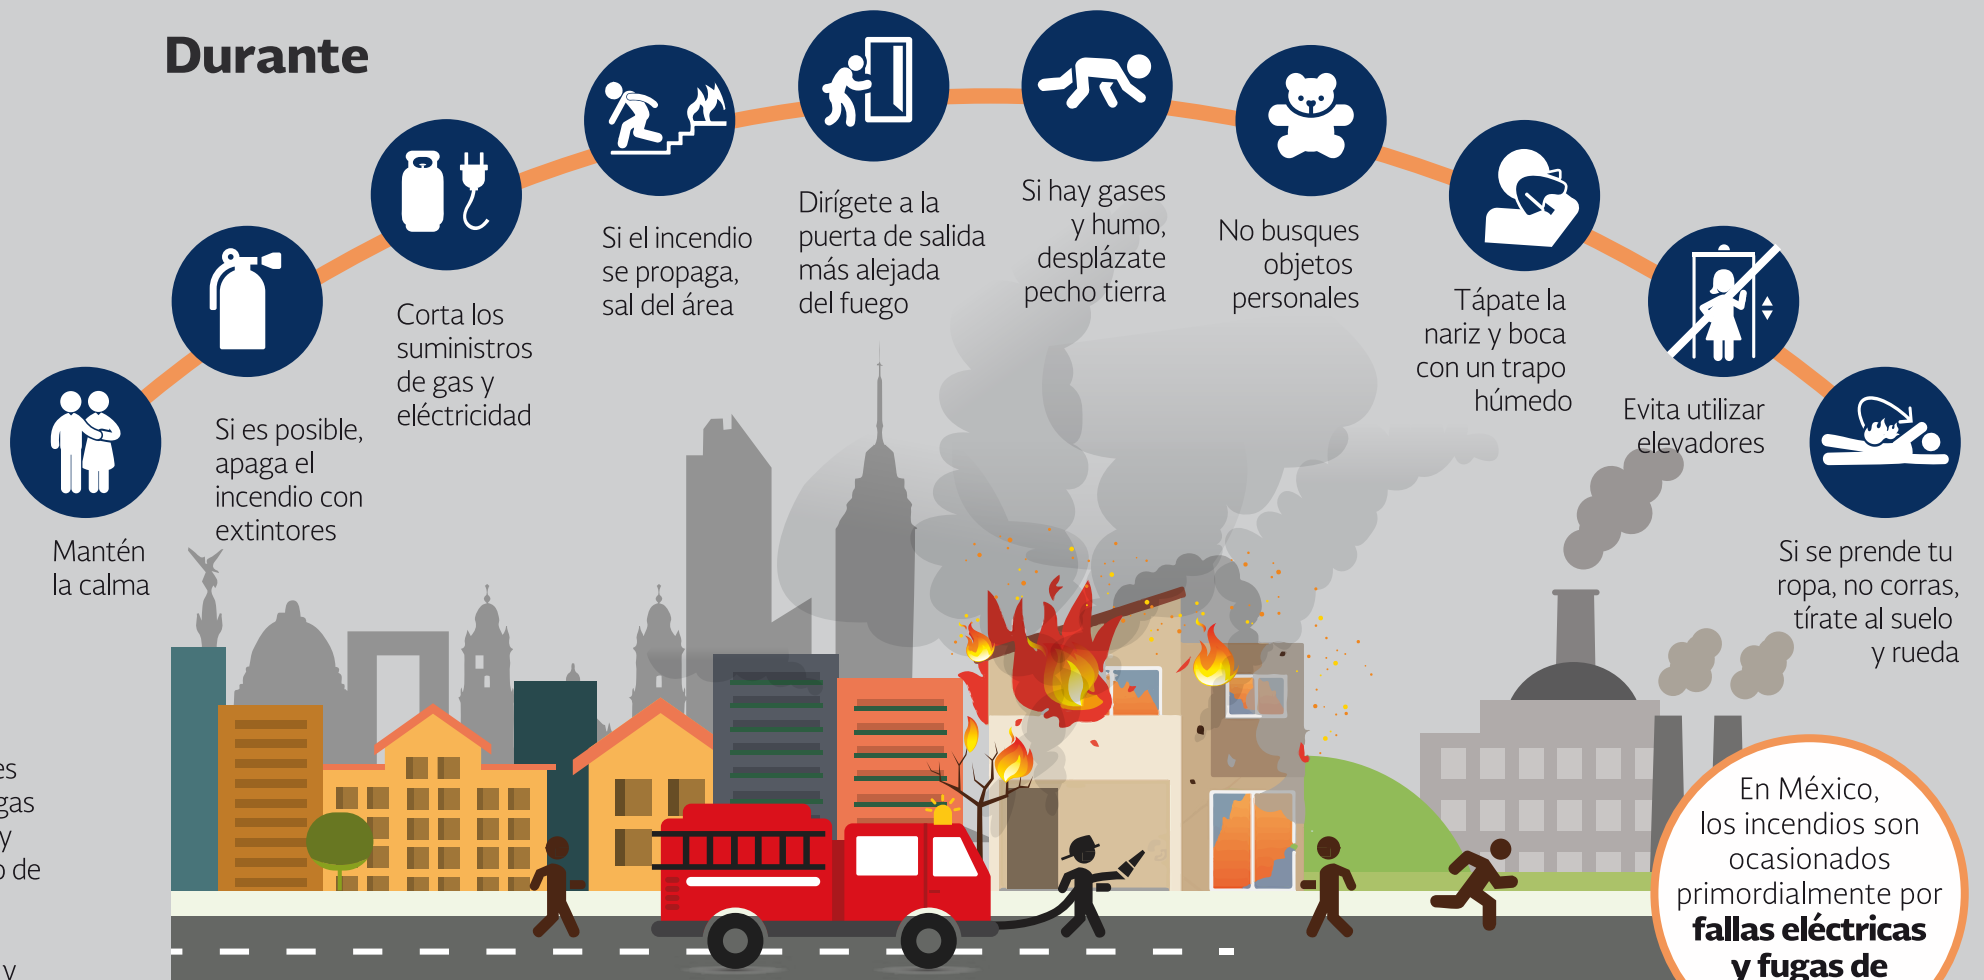 Durante
Mantén
la calma
Si es posible,
apaga el
incendio con
extintores
Corta los
suministros
de gas y
eléctricidad
Si el incendio
se propaga,
sal del área
Dirígete a la
puerta de salida
más alejada
del fuego
Si hay gases
y humo,
desplázate
pecho tierra
No busques
objetos
personales
Tápate la
nariz y boca
con un trapo
húmedo
Evita utilizar
elevadores
Si se prende tu
ropa, no corras,
tírate al suelo
y rueda
y
de
y
En México,
los incendios son
ocasionados
primordialmente por
fallas eléctricas
y fugas de